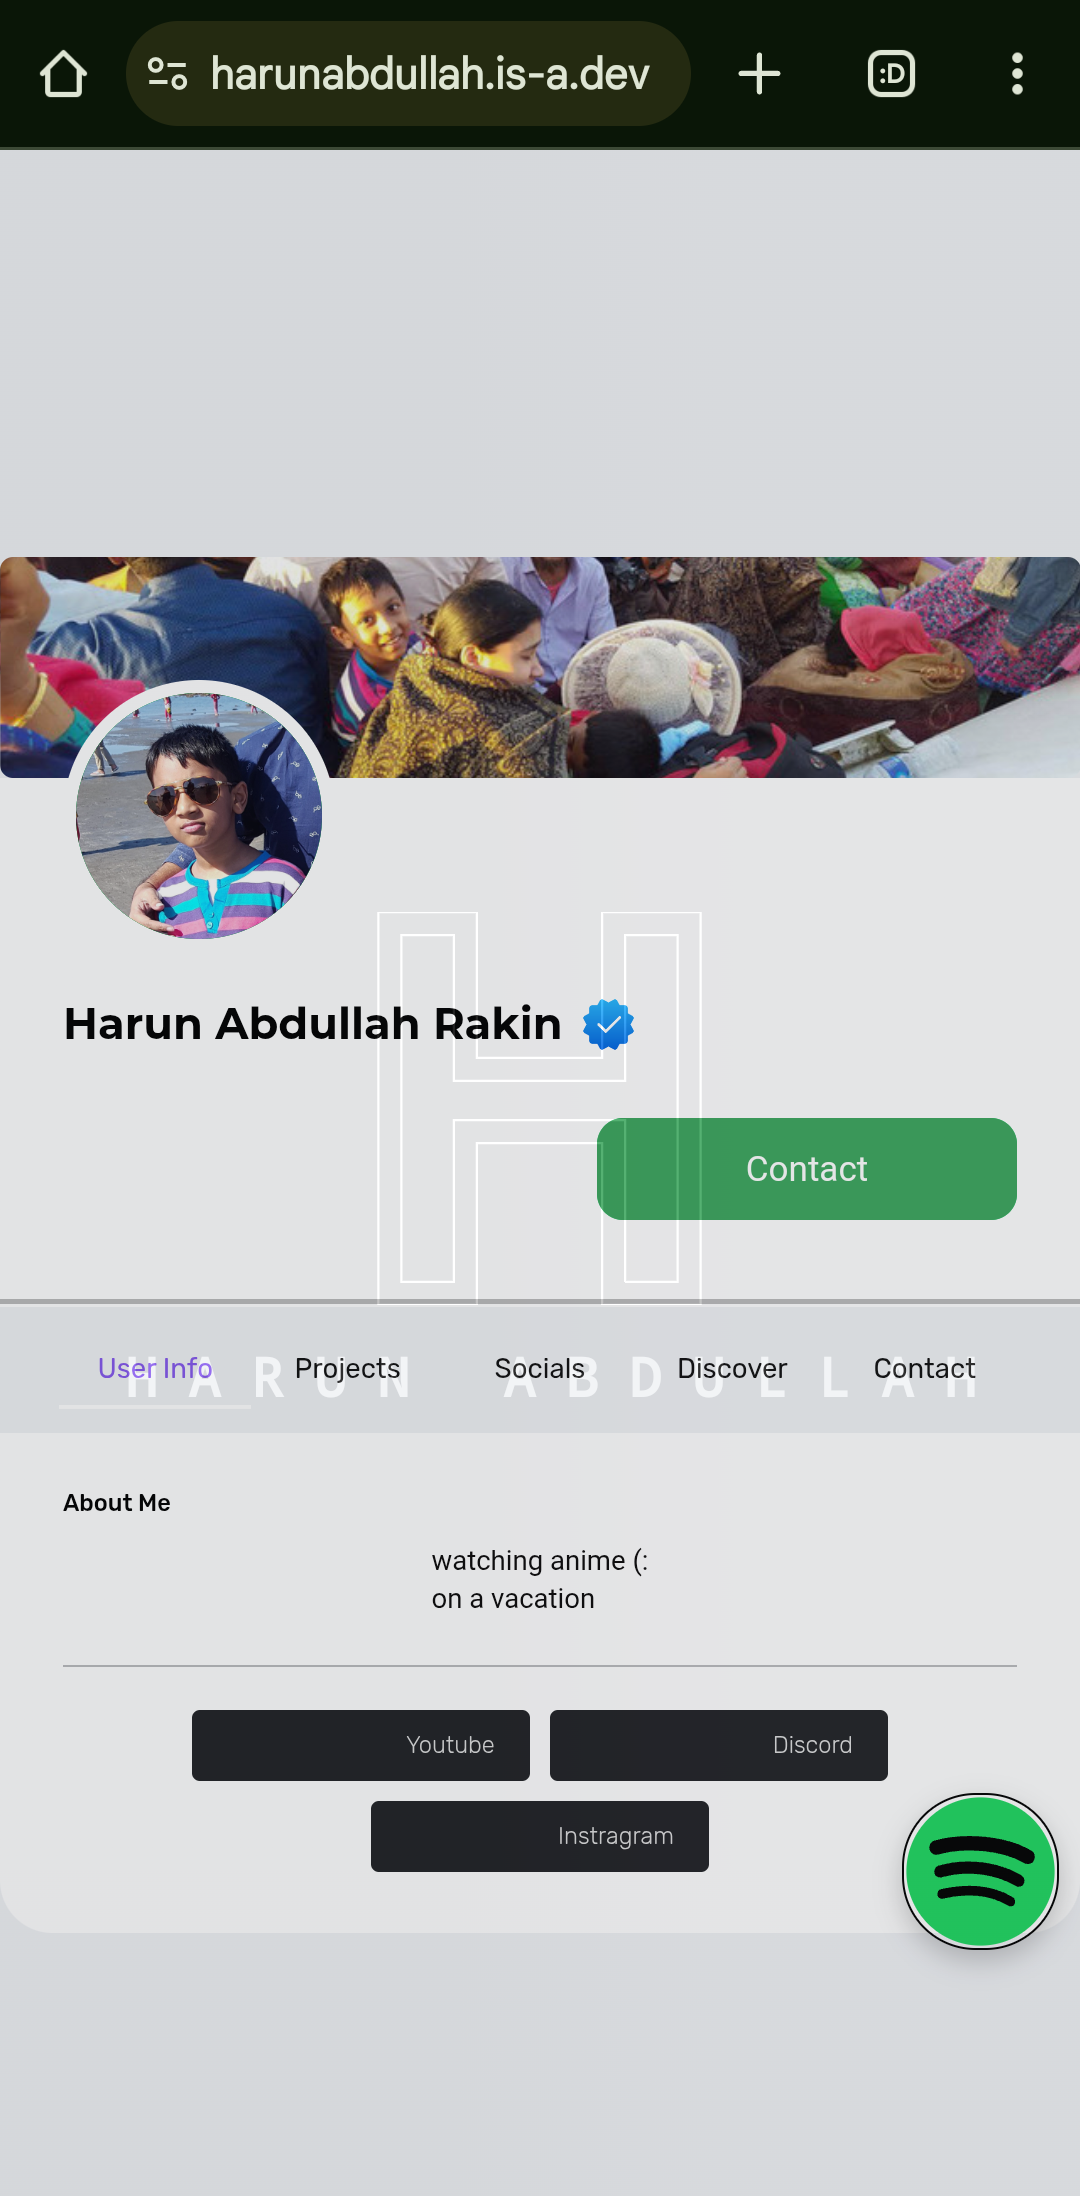 harunabdullah.is-a.dev
:D
Harun Abdullah Rakin
Contact
User Info Projects Socials Discover Contact
HARUN ABDULLAH
About Me
watching anime (:
on a vacation
Youtube Discord
Instragram